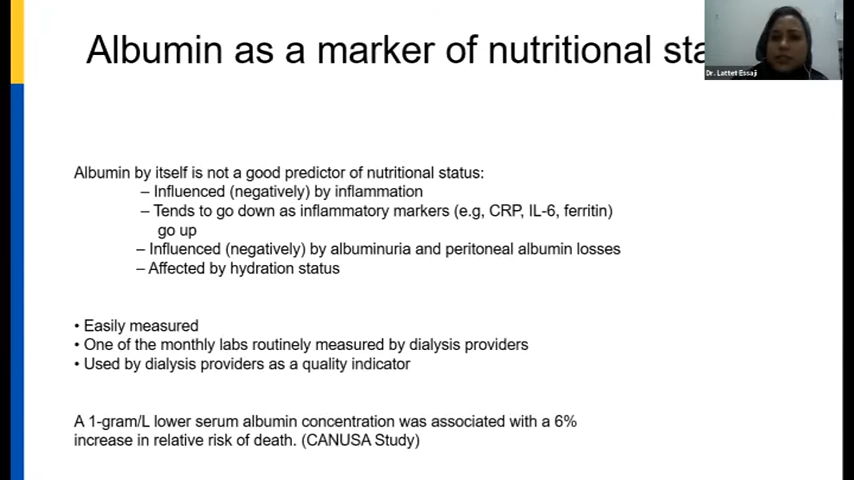 Albumin as a marker of nutritional sta
Dr. Lattet Essaji
Albumin by itself is not a good predictor of nutritional status:
– Influenced (negatively) by inflammation
– Tends to go down as inflammatory markers (e.g, CRP, IL-6, ferritin)
go up
– Influenced (negatively) by albuminuria and peritoneal albumin losses
– Affected by hydration status
• Easily measured
• One of the monthly labs routinely measured by dialysis providers
• Used by dialysis providers as a quality indicator
A 1-gram/L lower serum albumin concentration was associated with a 6%
increase in relative risk of death. (CANUSA Study)